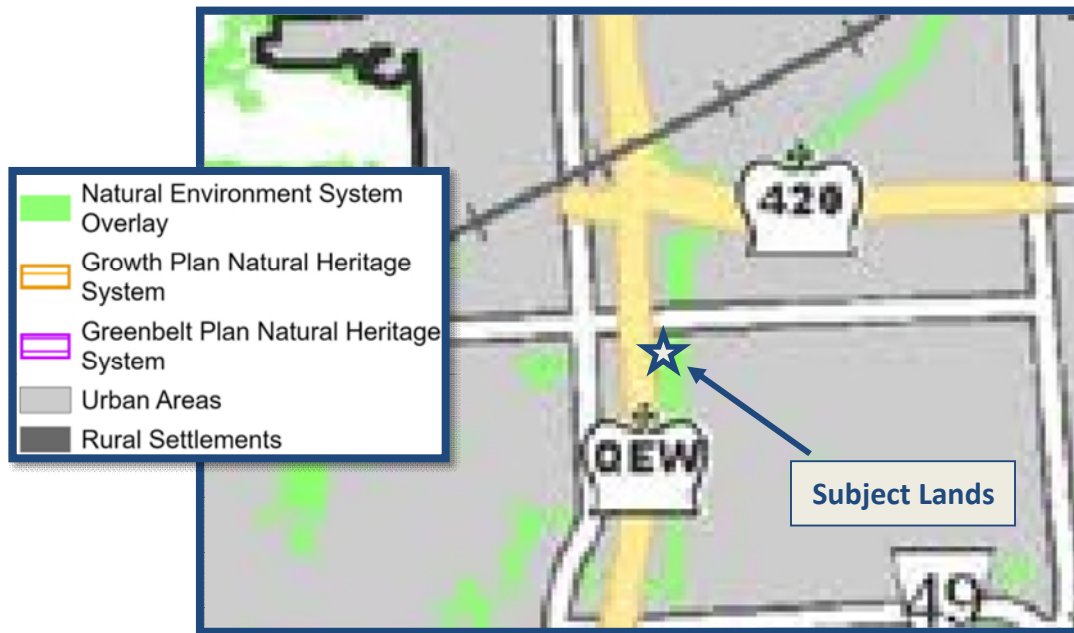 Natural Environment System
Overlay
Growth Plan Natural Heritage
System
Greenbelt Plan Natural Heritage
System
Urban Areas
Rural Settlements
420
QEW
Subject Lands
49